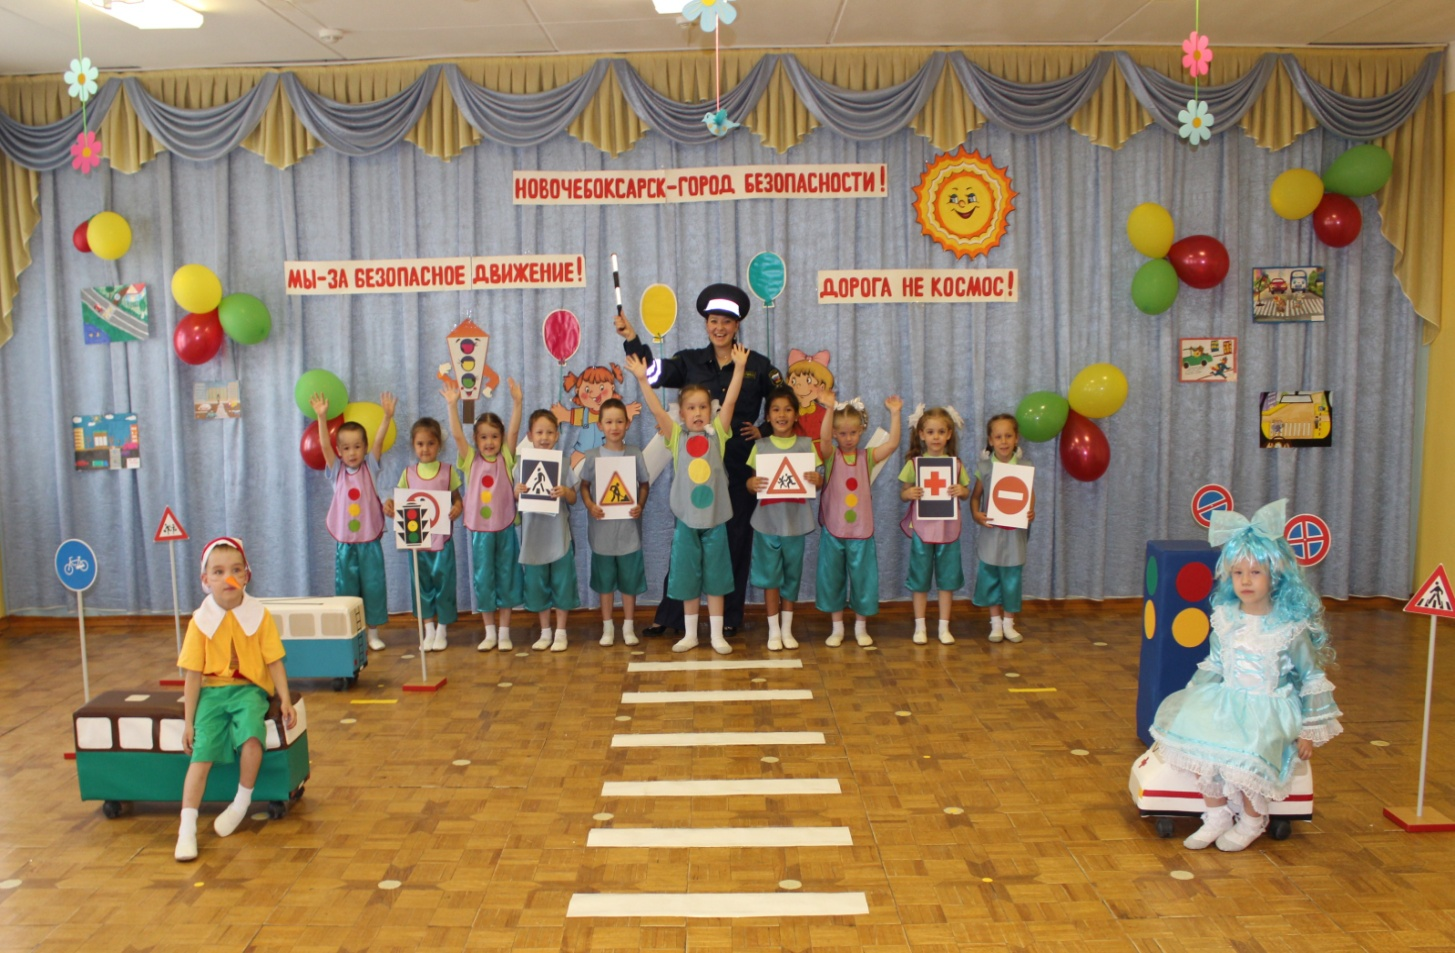 НОВОЧЕБОКСАРСК-ГОРОД БЕЗОПАСНОСТИ!
МЫ-ЗА БЕЗОПАСНОЕ ДВИЖЕНИЕ!
ДОРОГА НЕ КОСМОС!